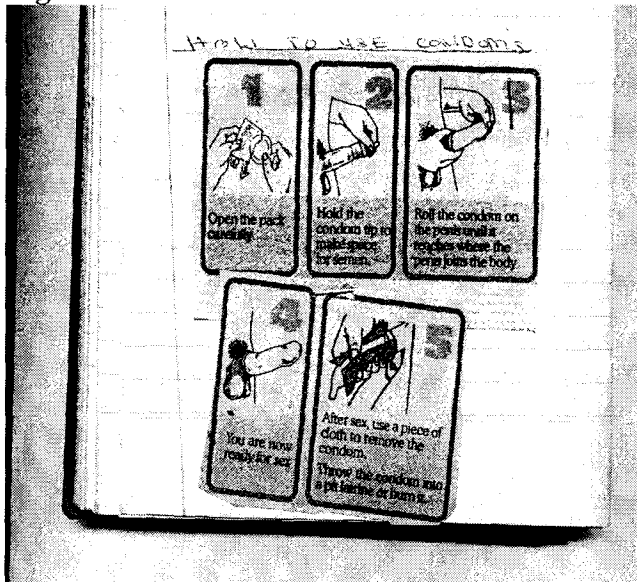 HOW TO USE CONDOMS
1
Open the pack
carefully.
2
Hold the
condom tip to
make space
for semen.
3
Roll the condom on
the penis until it
reaches where the
penis joins the body
4
You are now
ready for sex
5
After sex, use a piece of
cloth to remove the
condom.
Throw the condom into
a pit latrine or burn it.